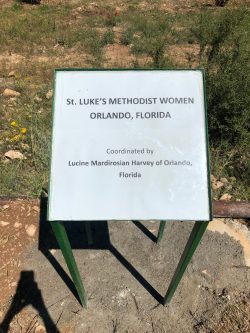 St. LUKE'S METHODIST WOMEN
ORLANDO, FLORIDA
Coordinated by
Lucine Mardirosian Harvey of Orlando,
Florida